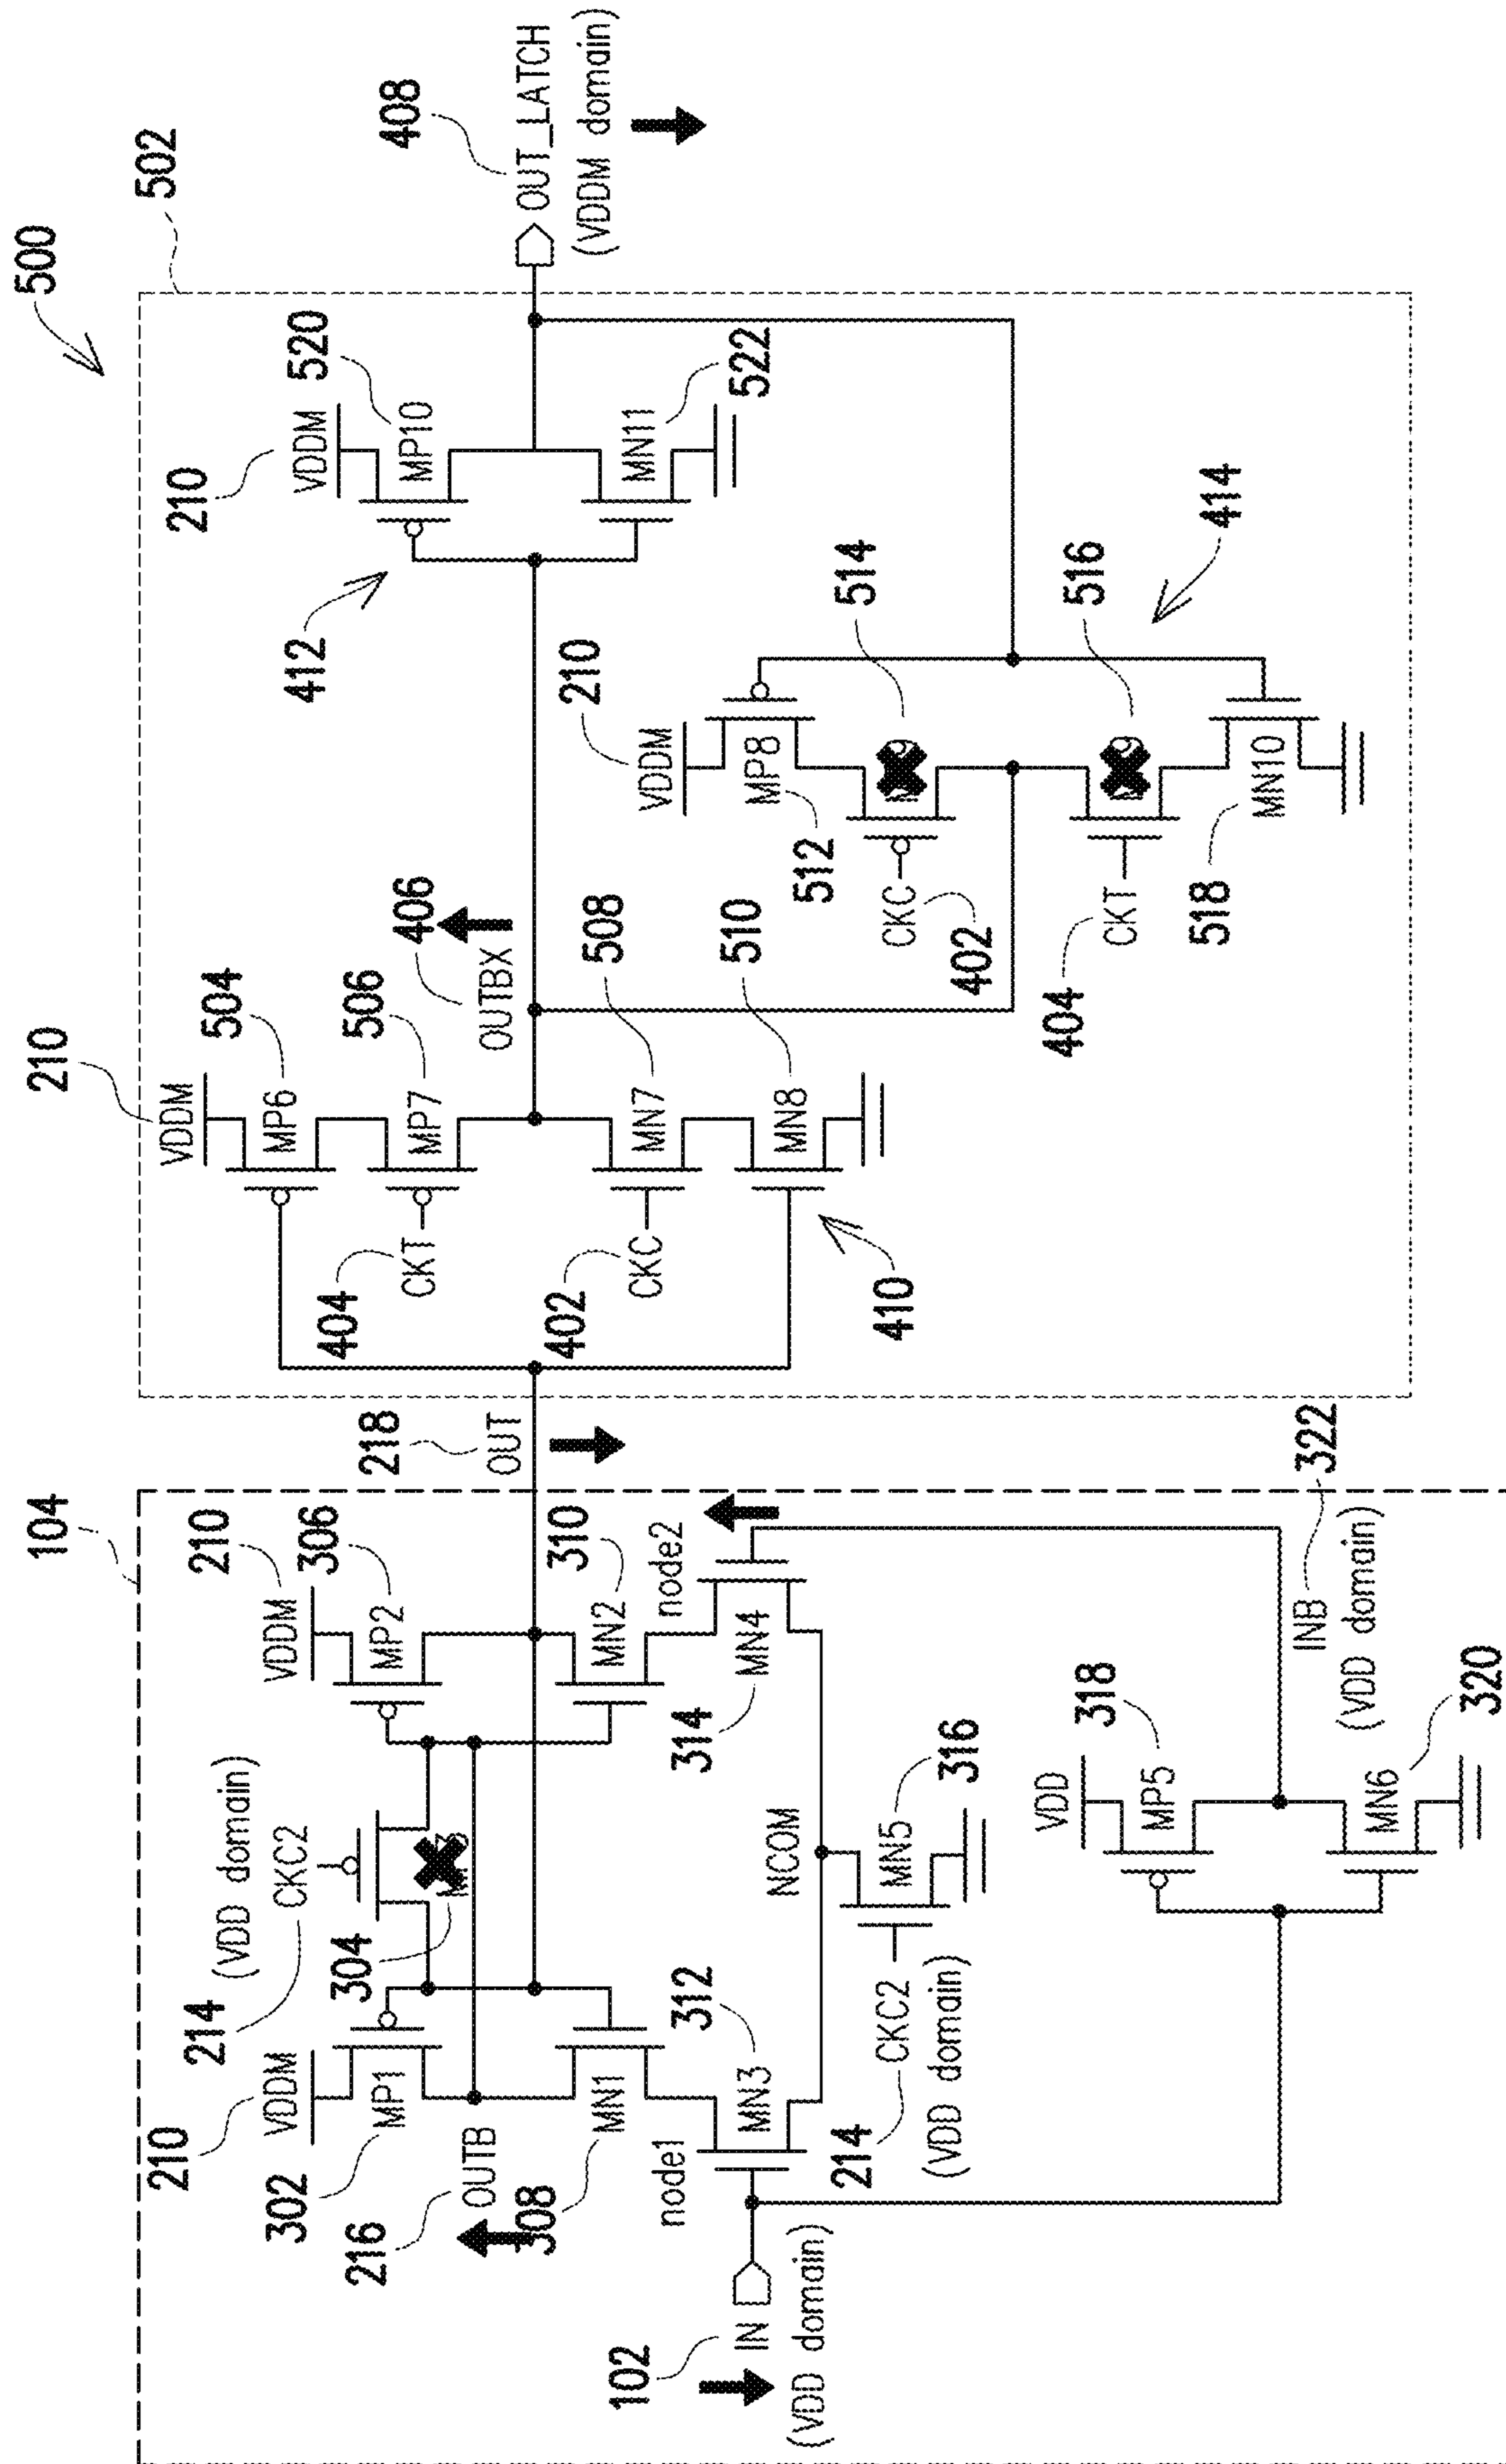 500
502
104
210
VDDM
504
MP6
506
MP7
404
CKT
402
CKC
MN7
508
MN8
510
410
406
OUTBX
210
VDDM
520
MP10
412
MN11
522
408
OUT_LATCH
(VDDM domain)
210
VDDM
MP8
512
514
CKC
402
516
404
CKT
MN10
518
414
218
OUT
214
CKC2
(VDD domain)
210
VDDM
302
MP1
304
210
VDDM
306
MP2
216
OUTB
308
MN1
310
MN2
node1
node2
312
MN3
314
MN4
102
IN
(VDD domain)
NCOM
MN5
316
214
CKC2
(VDD domain)
VDD
318
MP5
MN6
320
INB
322
(VDD domain)